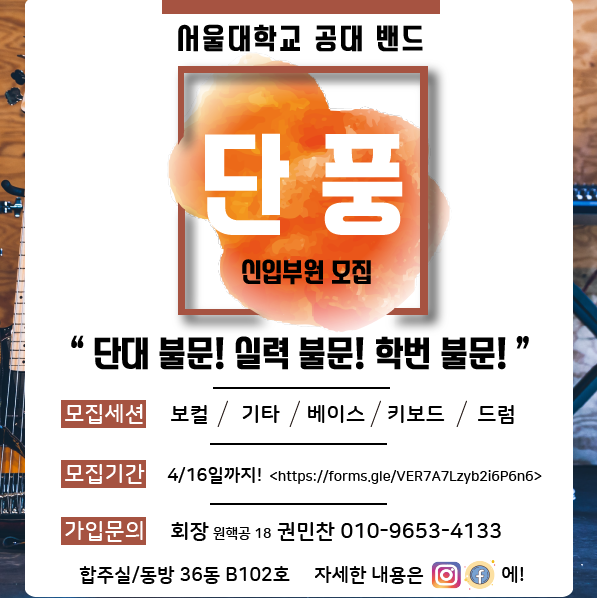 서울대학교 공대 밴드
단풍
신입부원 모집
“ 단대 불문! 실력 불문! 학번 불문! ”
모집세션 보컬 / 기타 / 베이스 / 키보드 / 드럼
모집기간 4/16일까지! <https://forms.gle/VER7A7Lzyb2i6P6n6>
가입문의 회장 원핵공 18 권민찬 010-9653-4133
합주실/동방 36동 B102호 자세한 내용은 에!